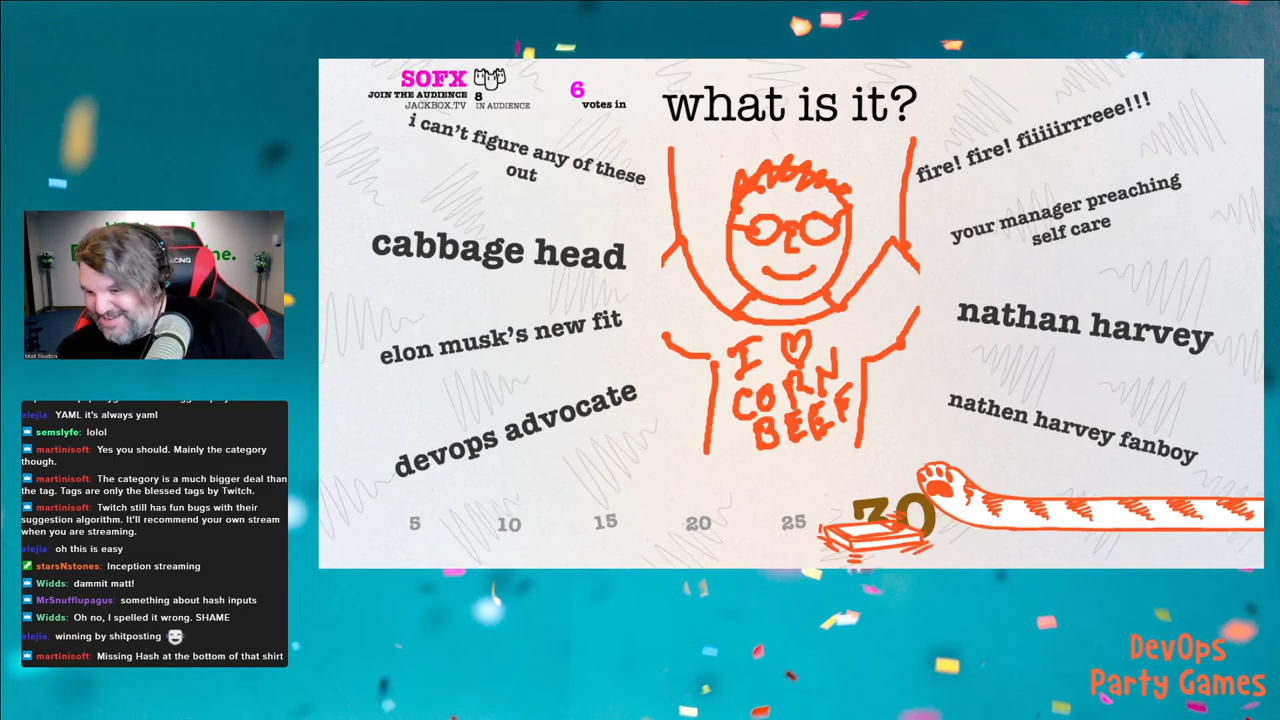 SOFX
JOIN THE AUDIENCE
JACKBOX.TV
8
IN AUDIENCE
6
votes in
what is it?
i can't figure any of these
out
cabbage head
elon musk's new fit
devops advocate
fire! fire! fiiiiirreeee!!!
your manager preaching
self care
nathan harvey
nathen harvey fanboy
I ♡
CORN
BEEF
5 10 15 20 25 30
Matt Stratton
elejia: YAML it's always yaml
semslyfe: lolol
martinisoft: Yes you should. Mainly the category
though.
martinisoft: The category is a much bigger deal than
the tag. Tags are only the blessed tags by Twitch.
martinisoft: Twitch still has fun bugs with their
suggestion algorithm. It'll recommend your own stream
when you are streaming.
elejia: oh this is easy
starsNstones: Inception streaming
Widds: dammit matt!
MrSnufflupagus: something about hash inputs
Widds: Oh no, I spelled it wrong. SHAME
elejia: winning by shitposting
martinisoft: Missing Hash at the bottom of that shirt
DevOps
Party Games